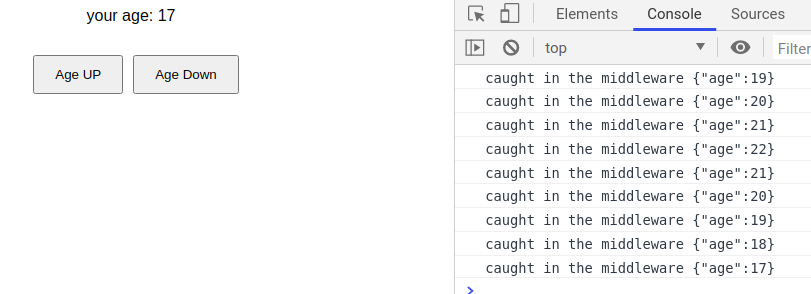 your age: 17
Age UP Age Down
Elements Console Sources
top Filter
caught in the middleware {"age":19}
caught in the middleware {"age":20}
caught in the middleware {"age":21}
caught in the middleware {"age":22}
caught in the middleware {"age":21}
caught in the middleware {"age":20}
caught in the middleware {"age":19}
caught in the middleware {"age":18}
caught in the middleware {"age":17}